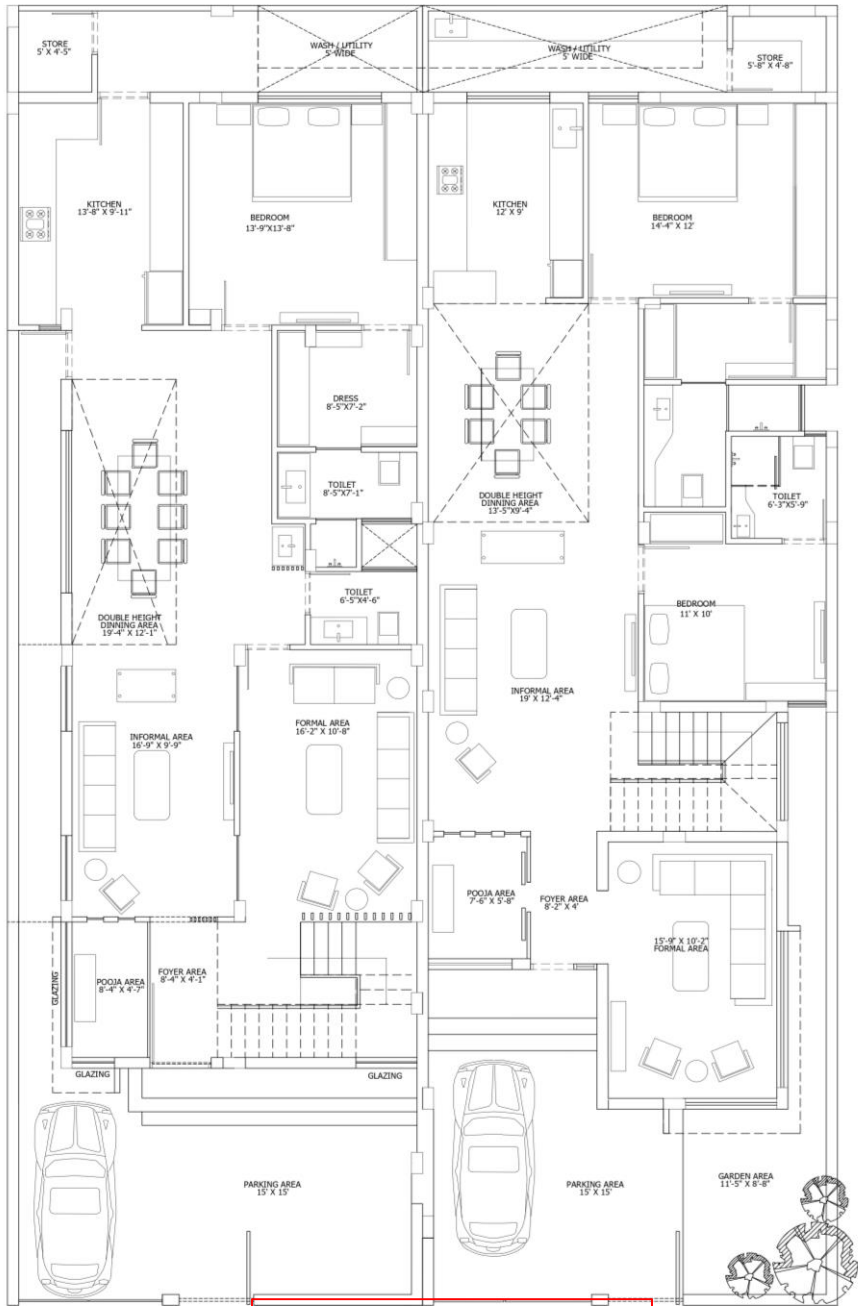 STORE
5' X 4'-5"
WASH / UTILITY
5' WIDE
WASH / UTILITY
5' WIDE
STORE
5'-8" X 4'-8"
KITCHEN
13'-8" X 9'-11"
BEDROOM
13'-9"X13'-8"
KITCHEN
12' X 9'
BEDROOM
14'-4" X 12'
DRESS
8'-5"X7'-2"
TOILET
8'-5"X7'-1"
DOUBLE HEIGHT
DINNING AREA
13'-5"X9'-4"
TOILET
6'-3"X5'-9"
TOILET
6'-5"X4'-6"
DOUBLE HEIGHT
DINNING AREA
19'-4" X 12'-1"
BEDROOM
11' X 10'
INFORMAL AREA
19' X 12'-4"
FORMAL AREA
16'-2" X 10'-8"
INFORMAL AREA
16'-9" X 9'-9"
POOJA AREA
7'-6" X 5'-8"
FOYER AREA
8'-2" X 4'
15'-9" X 10'-2"
FORMAL AREA
GLAZING
POOJA AREA
8'-4" X 4'-7"
FOYER AREA
8'-4" X 4'-1"
GLAZING
GLAZING
PARKING AREA
15' X 15'
PARKING AREA
15' X 15'
GARDEN AREA
11'-5" X 8'-8"